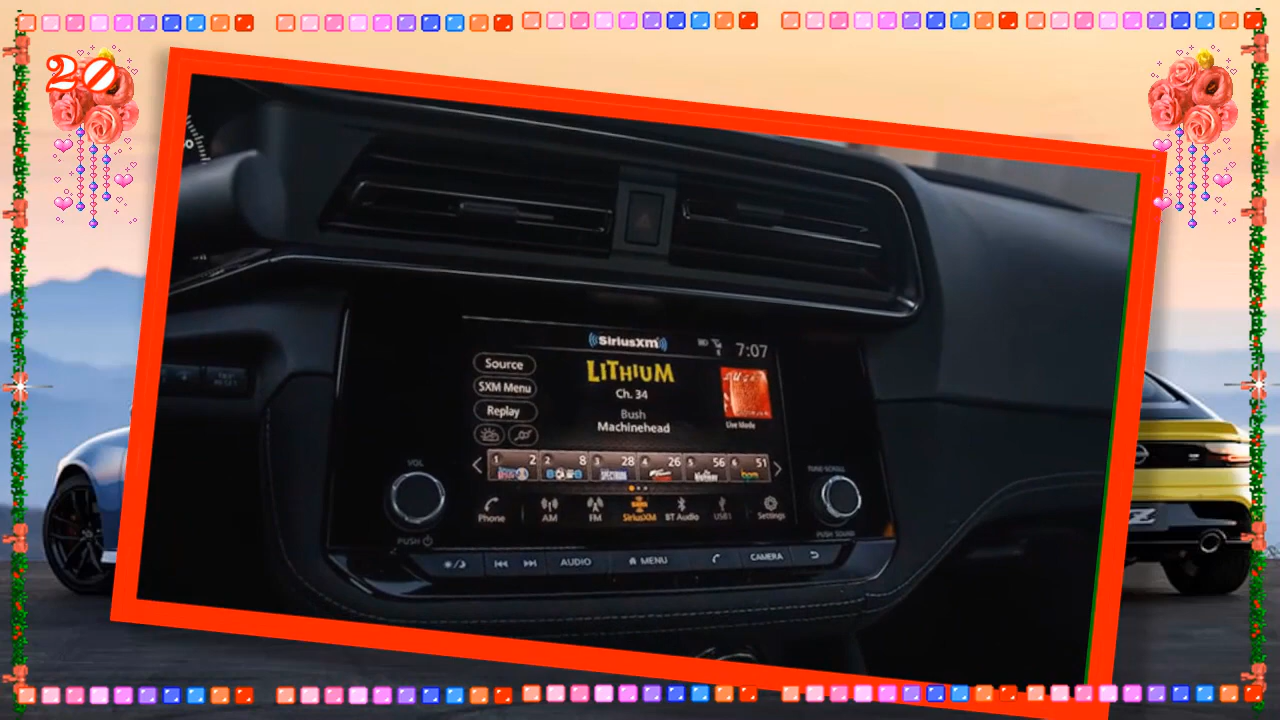 20
SiriusXM
7:07
Source
LITHIUM
SXM Menu
Ch. 34
Replay
Bush
Machinehead
Live Mode
1 2
2 8
3 28
4 26
5 56
6 51
Phone
AM
FM
SiriusXM
BT Audio
USB1
Settings
VOL
TUNE·SCROLL
PUSH
PUSH SOUND
AUDIO
MENU
CAMERA
Z